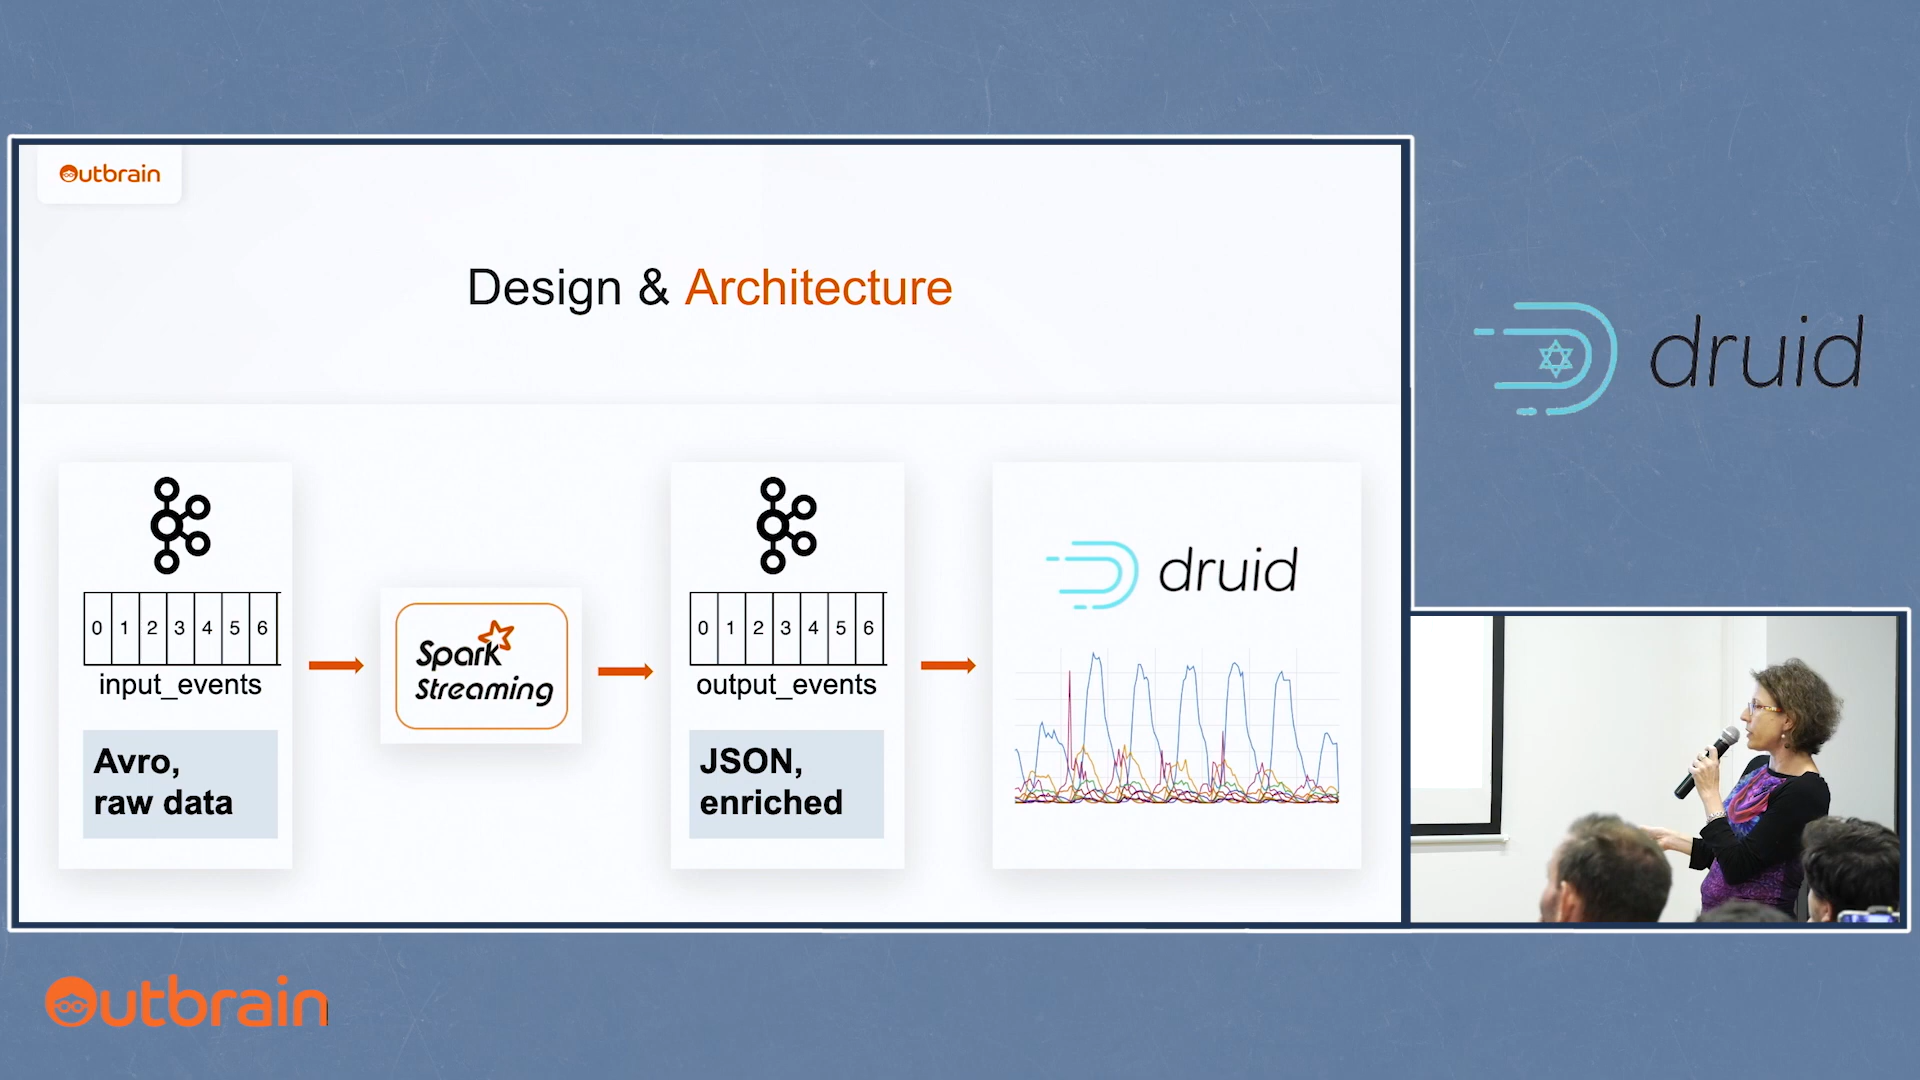 Outbrain
Design & Architecture
0 1 2 3 4 5 6
input_events
Avro,
raw data
Spark
Streaming
0 1 2 3 4 5 6
output_events
JSON,
enriched
druid
druid
Outbrain